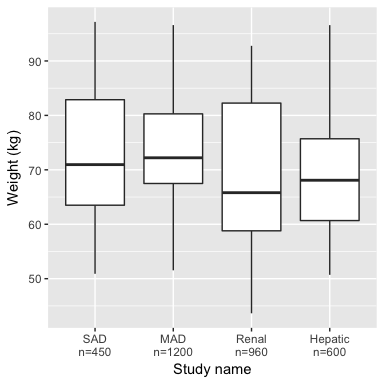 Weight (kg)
90
80
70
60
50
SAD
n=450
MAD
n=1200
Renal
n=960
Hepatic
n=600
Study name